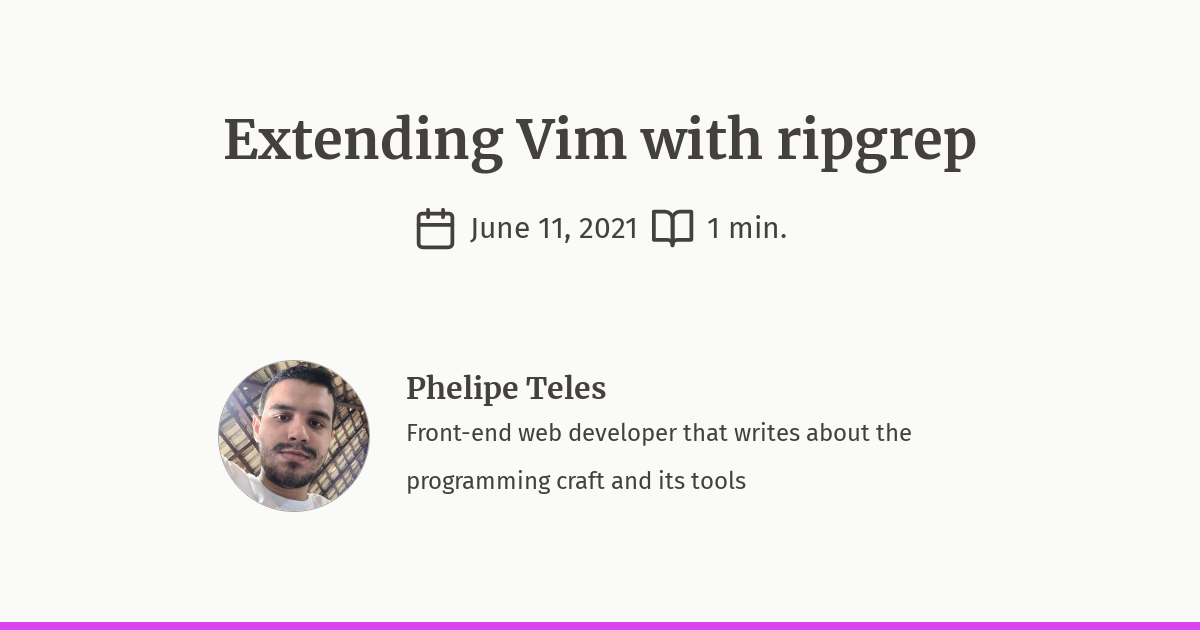 Extending Vim with ripgrep
June 11, 2021 1 min.
Phelipe Teles
Front-end web developer that writes about the
programming craft and its tools